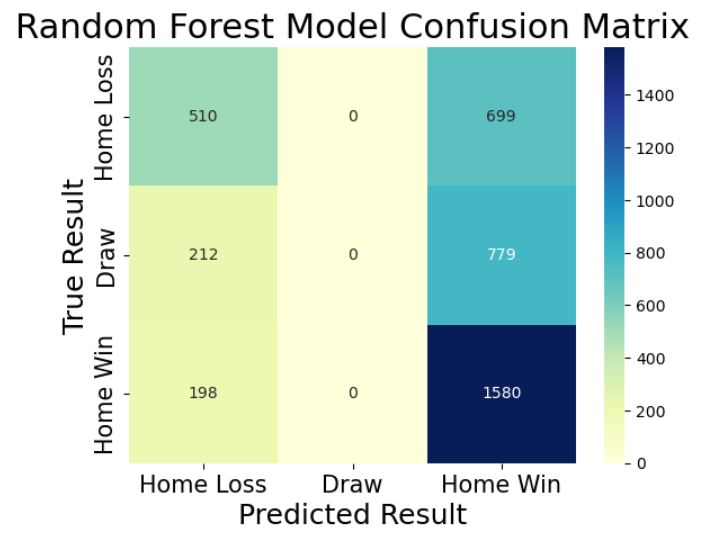 Random Forest Model Confusion Matrix
True Result
Home Loss
510 0 699
Draw
212 0 779
Home Win
198 0 1580
Home Loss Draw Home Win
Predicted Result
1400
1200
1000
800
600
400
200
0